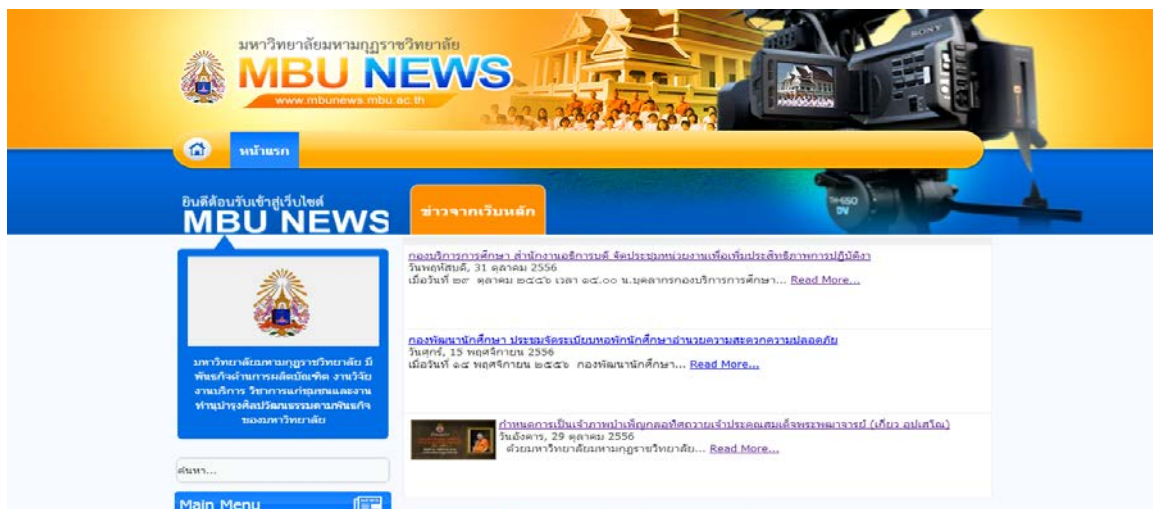 มหาวิทยาลัยมหามกุฏราชวิทยาลัย
MBU NEWS
www.mbunews.mbu.ac.th
SONY
หน้าแรก
ยินดีต้อนรับเข้าสู่เว็บไซต์
MBU NEWS
ข่าวจากเว็บหลัก
TH-650
DV
กองบริการการศึกษา สำนักงานอธิการบดี จัดประชุมหน่วยงานเพื่อเพิ่มประสิทธิภาพการปฏิบัติงา
วันพฤหัสบดี, 31 ตุลาคม 2556
เมื่อวันที่ ๒๙ ตุลาคม ๒๕๕๖ เวลา ๑๕.๐๐ น.บุคลากรกองบริการการศึกษา... Read More...
กองพัฒนานักศึกษา ประชุมจัดระเบียบหอพักนักศึกษาอำนวยความสะดวกความปลอดภัย
วันศุกร์, 15 พฤศจิกายน 2556
เมื่อวันที่ ๑๔ พฤศจิกายน ๒๕๕๖ กองพัฒนานักศึกษา... Read More...
กำหนดการเป็นเจ้าภาพบำเพ็ญกุศลอุทิศถวายเจ้าประคุณสมเด็จพระพุฒาจารย์ (เกี่ยว อุปเสโณ)
วันอังคาร, 29 ตุลาคม 2556
ด้วยมหาวิทยาลัยมหามกุฏราชวิทยาลัย... Read More...
มหาวิทยาลัยมหามกุฏราชวิทยาลัย มี
พันธกิจด้านการผลิตบัณฑิต งานวิจัย
งานบริการ วิชาการแก่ชุมชนและงาน
ทำนุบำรุงศิลปวัฒนธรรมตามพันธกิจ
ของมหาวิทยาลัย
ค้นหา...
Main Menu